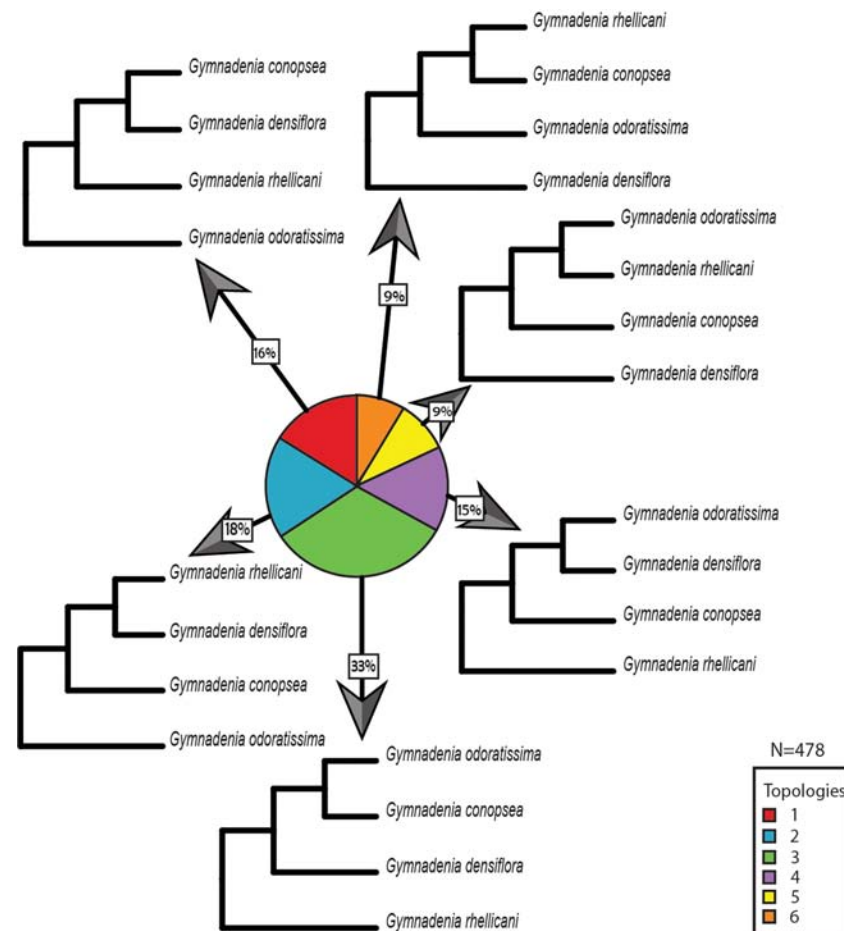 Gymnadenia conopsea
Gymnadenia densiflora
Gymnadenia rhellicani
Gymnadenia odoratissima
Gymnadenia rhellicani
Gymnadenia conopsea
Gymnadenia odoratissima
Gymnadenia densiflora
Gymnadenia odoratissima
Gymnadenia rhellicani
Gymnadenia conopsea
Gymnadenia densiflora
16%
9%
9%
15%
18%
33%
Gymnadenia odoratissima
Gymnadenia densiflora
Gymnadenia conopsea
Gymnadenia rhellicani
Gymnadenia rhellicani
Gymnadenia densiflora
Gymnadenia conopsea
Gymnadenia odoratissima
Gymnadenia odoratissima
Gymnadenia conopsea
Gymnadenia densiflora
Gymnadenia rhellicani
N=478
Topologies
1
2
3
4
5
6